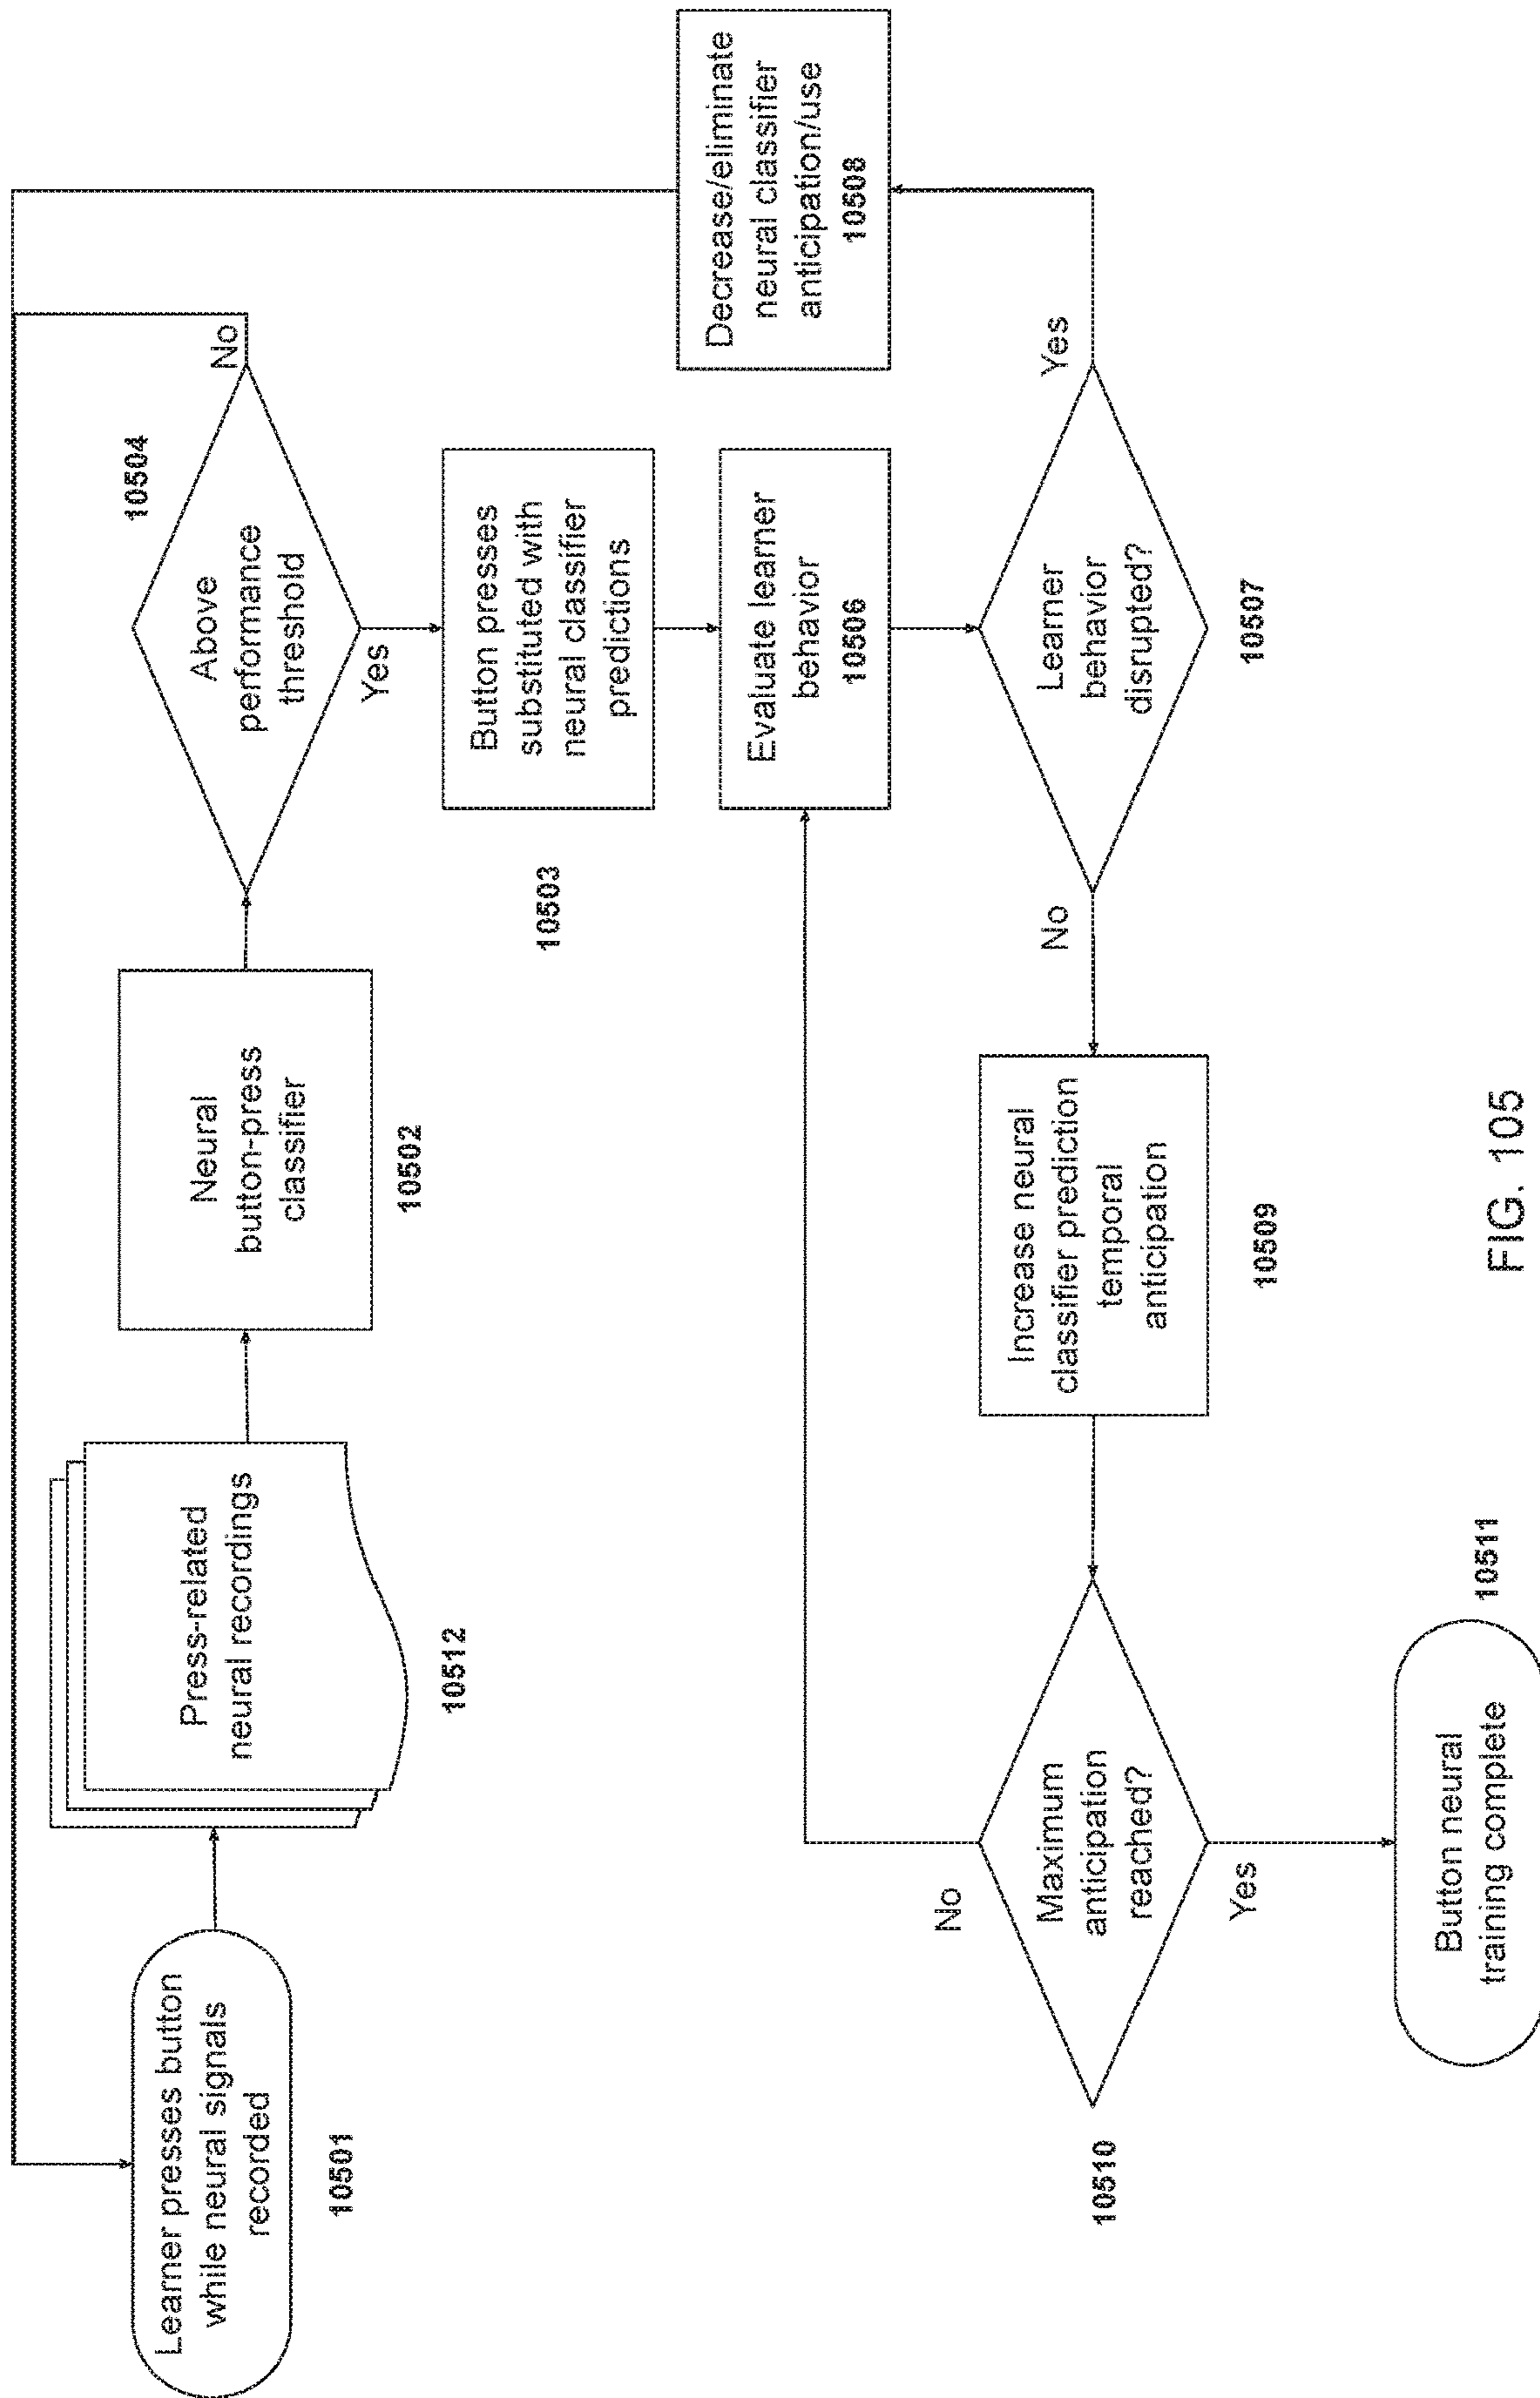 Learner presses button
while neural signals
recorded
10501
Press-related
neural recordings
10512
Neural
button-press
classifier
10502
Above
performance
threshold
10504
No
Yes
Button presses
substituted with
neural classifier
predictions
10503
Evaluate learner
behavior
10506
Learner
behavior
disrupted?
10507
Yes
Decrease/eliminate
neural classifier
anticipation/use
10508
No
Increase neural
classifier prediction
temporal
anticipation
10509
Maximum
anticipation
reached?
10510
No
Yes
Button neural
training complete
10511
FIG. 105